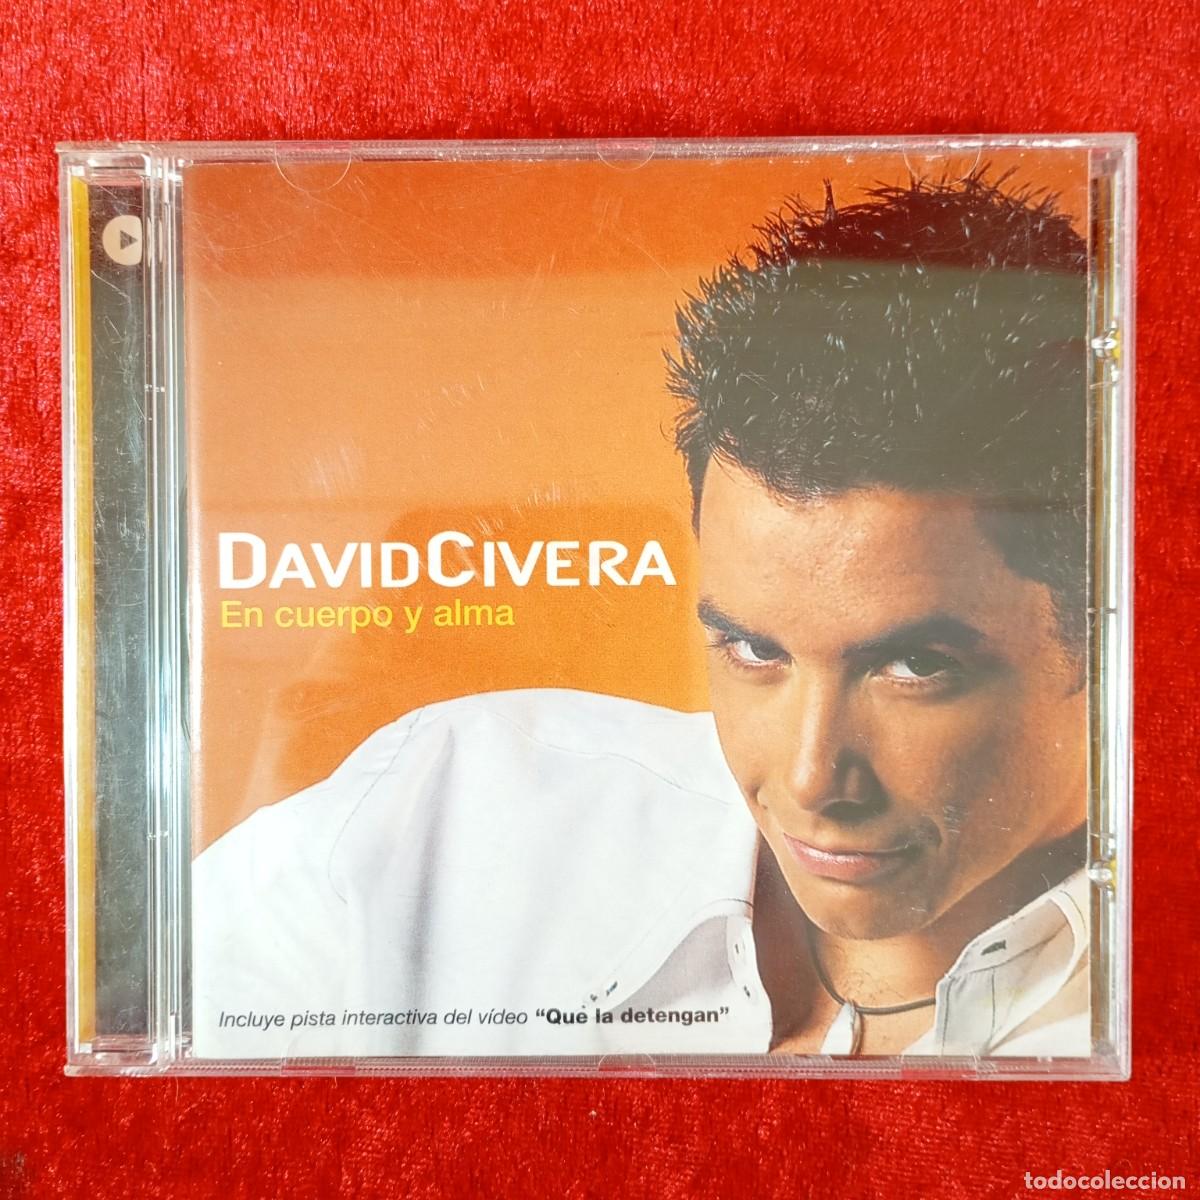 DAVIDCIVERA
En cuerpo y alma
Incluye pista interactiva del vídeo “Que la detengan”
todocoleccion